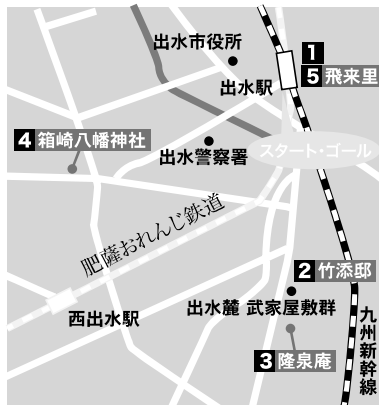 出水市役所
1
5 飛来里
出水駅
4 箱崎八幡神社
出水警察署
スタート・ゴール
肥薩おれんじ鉄道
2 竹添邸
出水麓 武家屋敷群
西出水駅
九州新幹線
3 隆泉庵